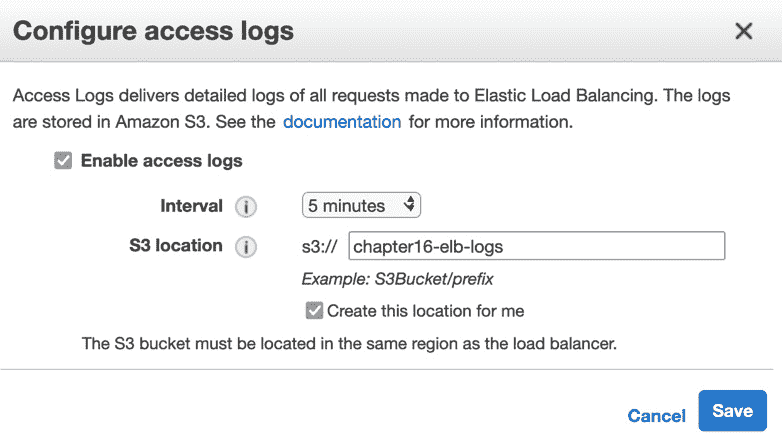 Configure access logs
Access Logs delivers detailed logs of all requests made to Elastic Load Balancing. The logs
are stored in Amazon S3. See the documentation for more information.
Enable access logs
Interval i 5 minutes
S3 location i s3:// chapter16-elb-logs
Example: S3Bucket/prefix
Create this location for me
The S3 bucket must be located in the same region as the load balancer.
Cancel Save